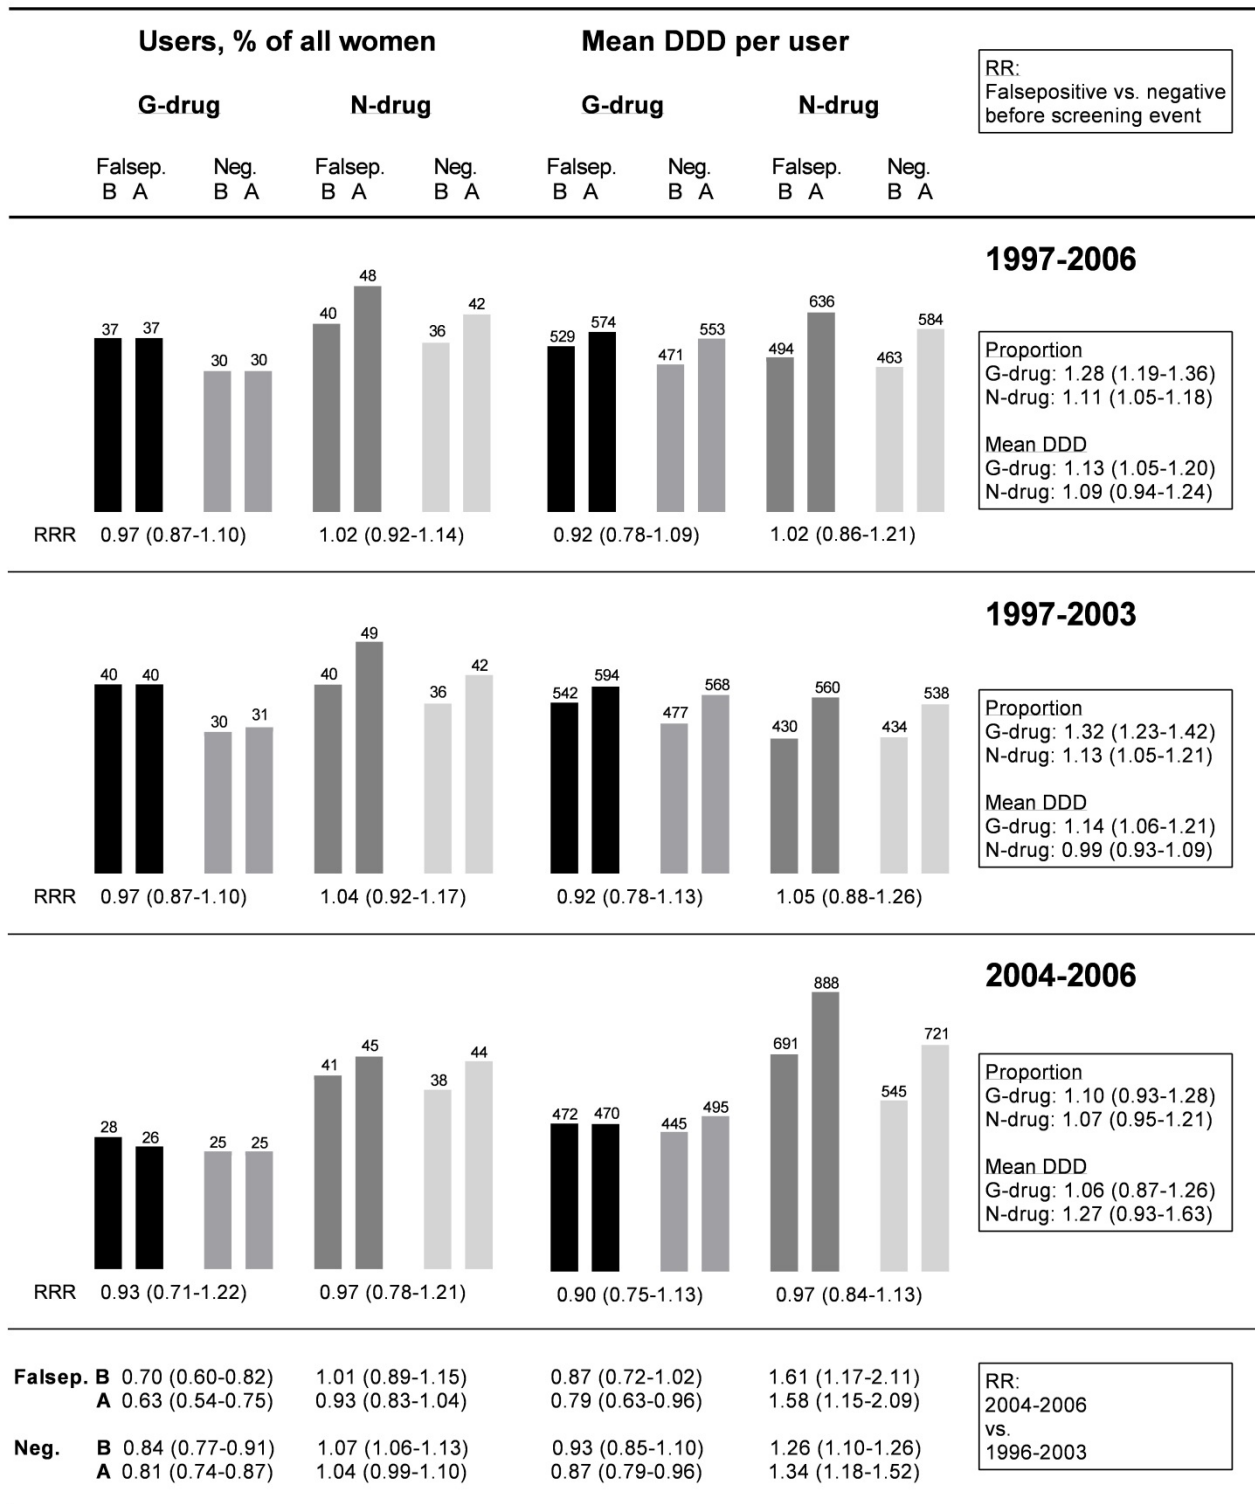 Users, % of all women
Mean DDD per user
RR:
Falsepositive vs. negative
before screening event
G-drug
N-drug
G-drug
N-drug
Falsep.
Neg.
Falsep.
Neg.
Falsep.
Neg.
Falsep.
Neg.
B A
B A
B A
B A
B A
B A
B A
B A
1997-2006
37 37
30 30
40 48
36 42
529 574
471 553
494 636
463 584
Proportion
G-drug: 1.28 (1.19-1.36)
N-drug: 1.11 (1.05-1.18)
Mean DDD
G-drug: 1.13 (1.05-1.20)
N-drug: 1.09 (0.94-1.24)
RRR 0.97 (0.87-1.10) 1.02 (0.92-1.14) 0.92 (0.78-1.09) 1.02 (0.86-1.21)
1997-2003
40 40
30 31
40 49
36 42
542 594
477 568
430 560
434 538
Proportion
G-drug: 1.32 (1.23-1.42)
N-drug: 1.13 (1.05-1.21)
Mean DDD
G-drug: 1.14 (1.06-1.21)
N-drug: 0.99 (0.93-1.09)
RRR 0.97 (0.87-1.10) 1.04 (0.92-1.17) 0.92 (0.78-1.13) 1.05 (0.88-1.26)
2004-2006
28 26
25 25
41 45
38 44
472 470
445 495
691 888
545 721
Proportion
G-drug: 1.10 (0.93-1.28)
N-drug: 1.07 (0.95-1.21)
Mean DDD
G-drug: 1.06 (0.87-1.26)
N-drug: 1.27 (0.93-1.63)
RRR 0.93 (0.71-1.22) 0.97 (0.78-1.21) 0.90 (0.75-1.13) 0.97 (0.84-1.13)
Falsep. B 0.70 (0.60-0.82) 1.01 (0.89-1.15) 0.87 (0.72-1.02) 1.61 (1.17-2.11)
A 0.63 (0.54-0.75) 0.93 (0.83-1.04) 0.79 (0.63-0.96) 1.58 (1.15-2.09)
Neg. B 0.84 (0.77-0.91) 1.07 (1.06-1.13) 0.93 (0.85-1.10) 1.26 (1.10-1.26)
A 0.81 (0.74-0.87) 1.04 (0.99-1.10) 0.87 (0.79-0.96) 1.34 (1.18-1.52)
RR:
2004-2006
vs.
1996-2003